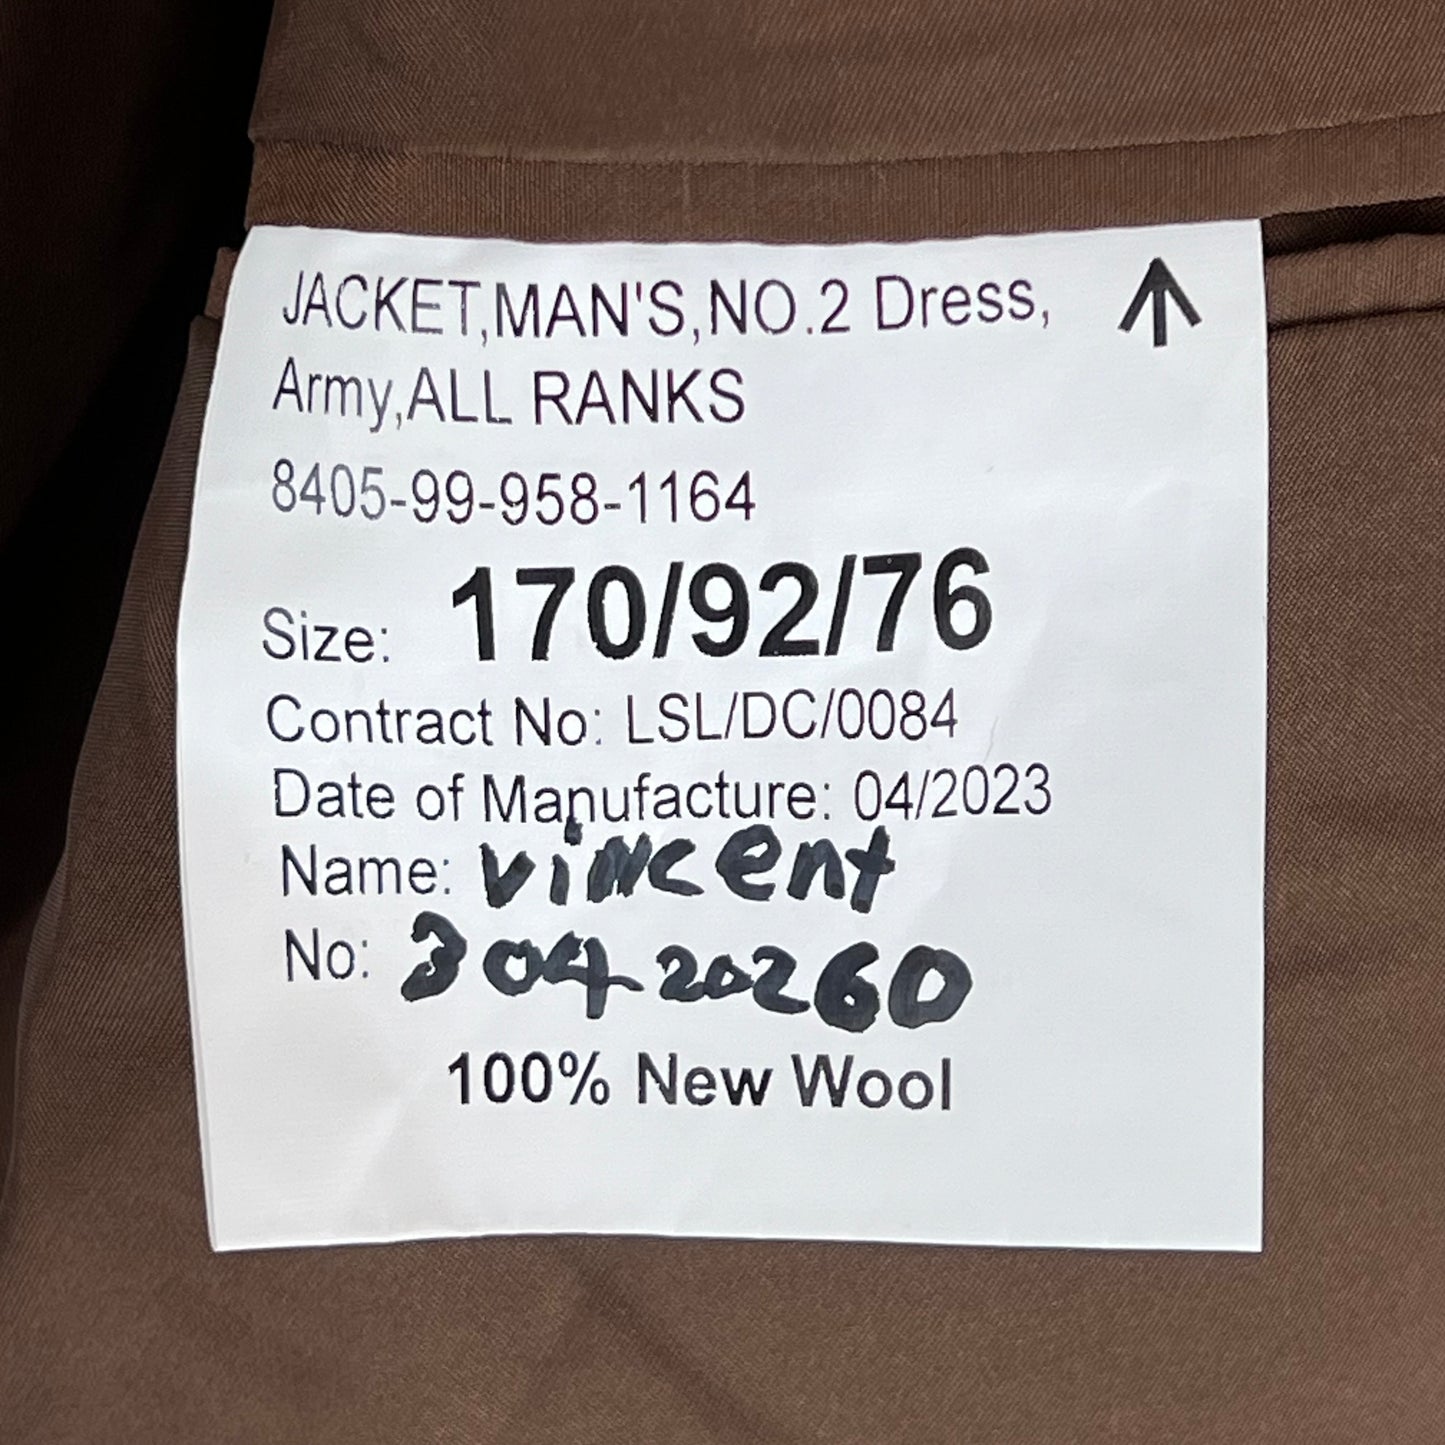 JACKET,MAN'S,NO.2 Dress,
Army,ALL RANKS
8405-99-958-1164
Size: 170/92/76
Contract No: LSL/DC/0084
Date of Manufacture: 04/2023
Name: Vincent
No: 30420260
100% New Wool